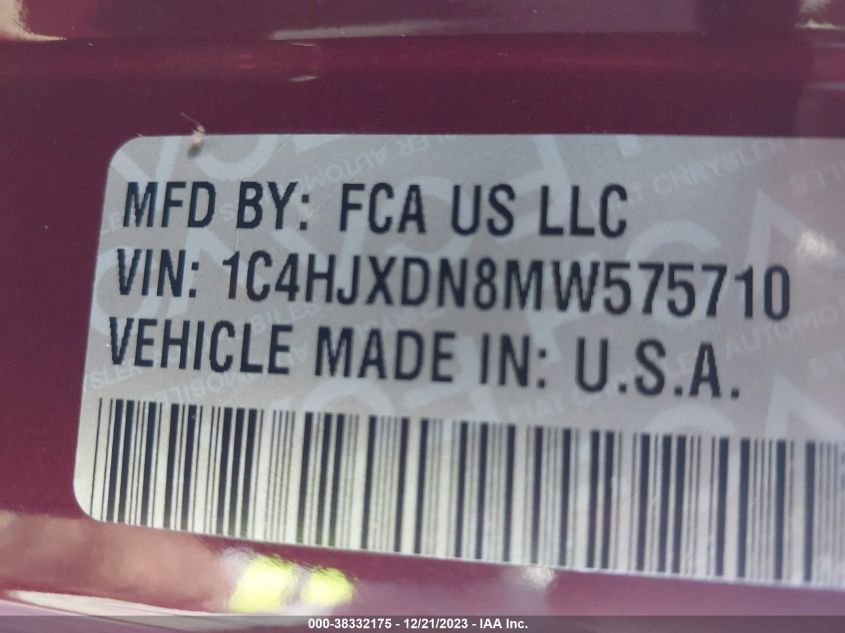 MFD BY: FCA US LLC
VIN: 1C4HJXDN8MW575710
VEHICLE MADE IN: U.S.A.
000-38332175 - 12/21/2023 - IAA Inc.